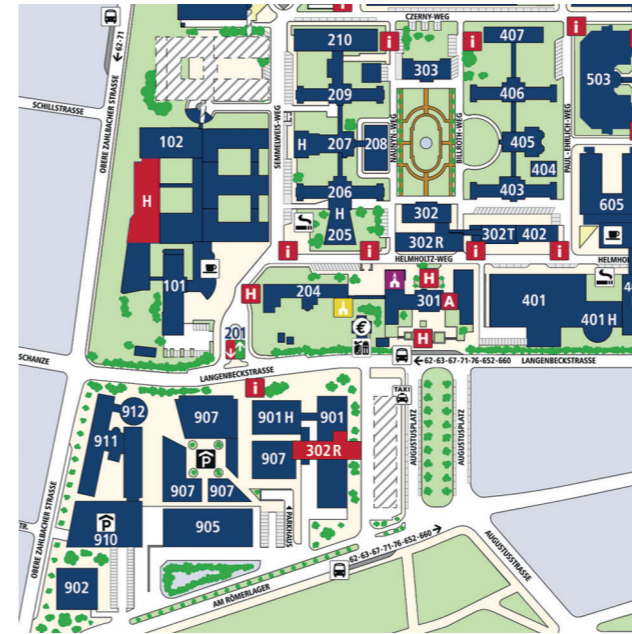 CZERNY-WEG
62-71
OBERE ZAHLBACHER STRASSE
SCHILLSTRASSE
SEMMELWEIS-WEG
NAUNYN-WEG
BILLROTH-WEG
PAUL-EHRLICH-WEG
210
i
303
i
407
i
503
209
406
102
H
207
208
405
404
206
403
605
H
H
205
302
302 R
302 T
402
i
i
i
i
HELMHOLTZ-WEG
HELMHO
101
H
204
H
301
A
401
401 H
40
201
€
H
SCHANZE
LANGENBECKSTRASSE
62-63-67-71-76-652-660
LANGENBECKSTRASSE
i
TAXI
912
907
901 H
901
911
907
302 R
P
907
907
AUGUSTUSPLATZ
AUGUSTUSPLATZ
P
910
905
PARKHAUS
OBERE ZAHLBACHER STRASSE
TR.
902
62-63-67-71-76-652-660
AUGUSTUSSTRASSE
AM RÖMERLAGER